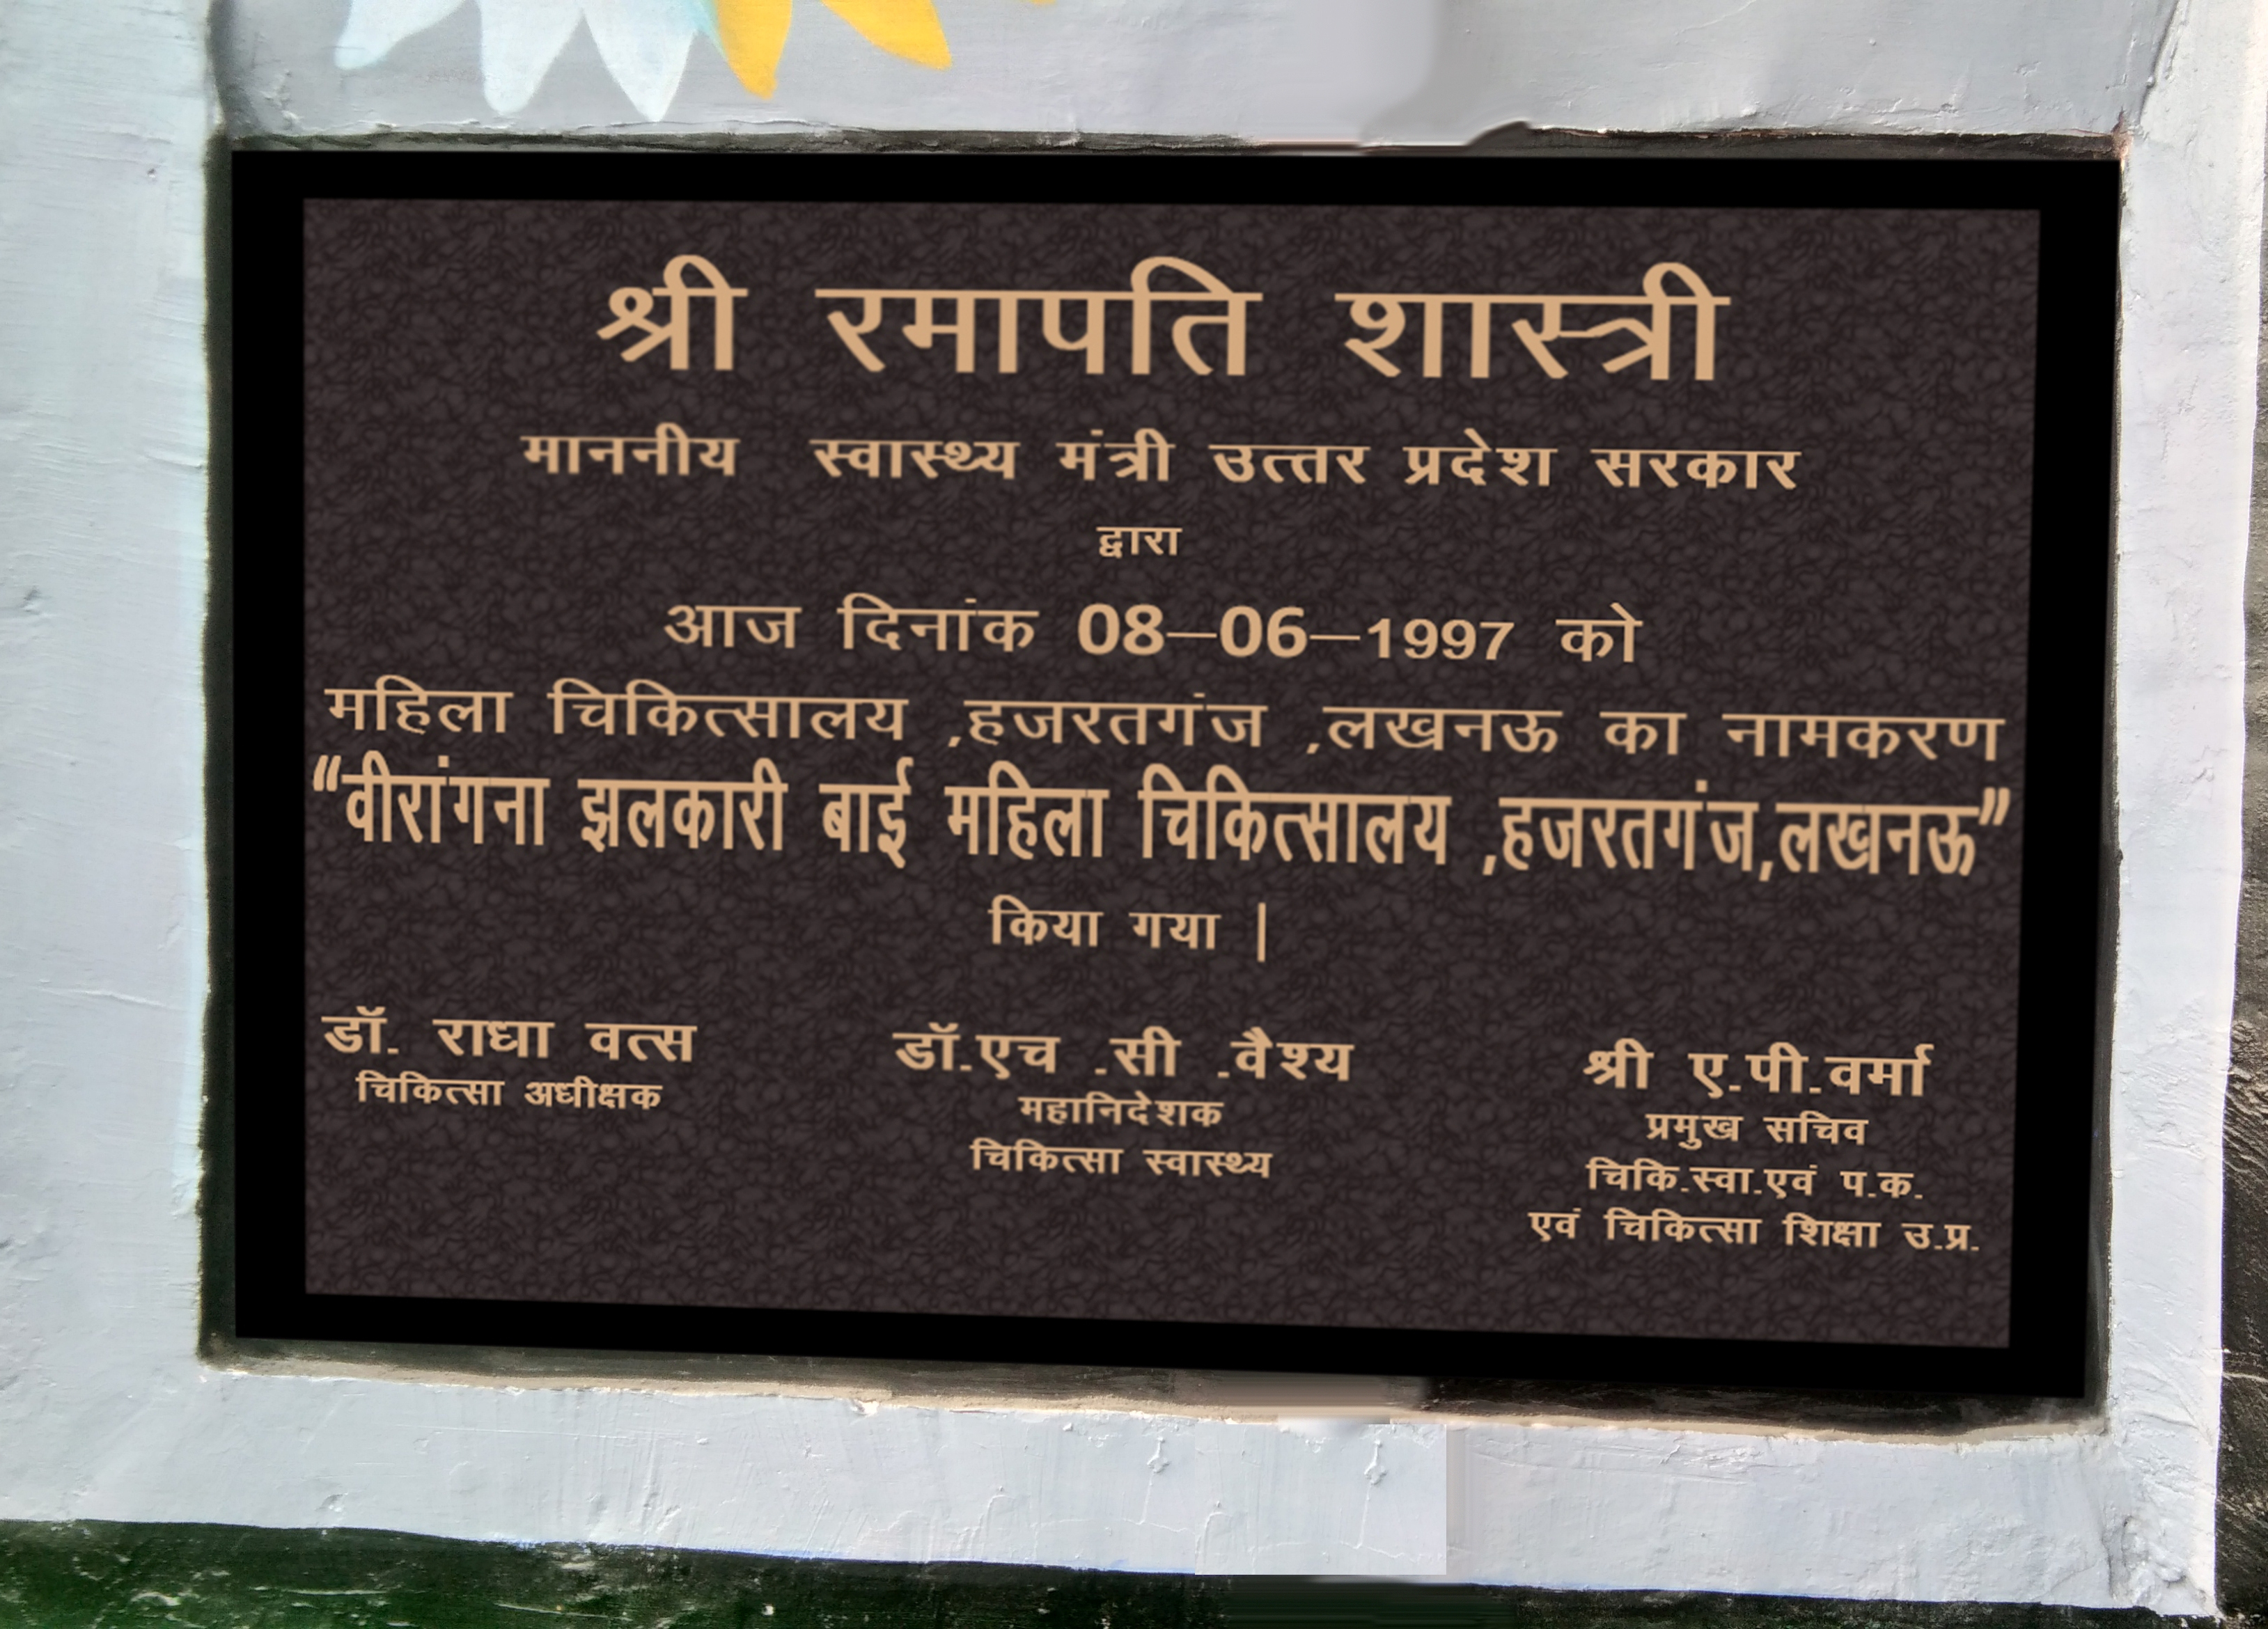 श्री रमापति शास्त्री
माननीय स्वास्थ्य मंत्री उत्तर प्रदेश सरकार
द्वारा
आज दिनांक 08–06–1997 को
महिला चिकित्सालय ,हजरतगंज ,लखनऊ का नामकरण
“वीरांगना झलकारी बाई महिला चिकित्सालय ,हजरतगंज,लखनऊ”
किया गया |
डॉ. राधा वत्स
चिकित्सा अधीक्षक
डॉ.एच .सी .वैश्य
महानिदेशक
चिकित्सा स्वास्थ्य
श्री ए.पी.वर्मा
प्रमुख सचिव
चिकि.स्वा.एवं प.क.
एवं चिकित्सा शिक्षा उ.प्र.